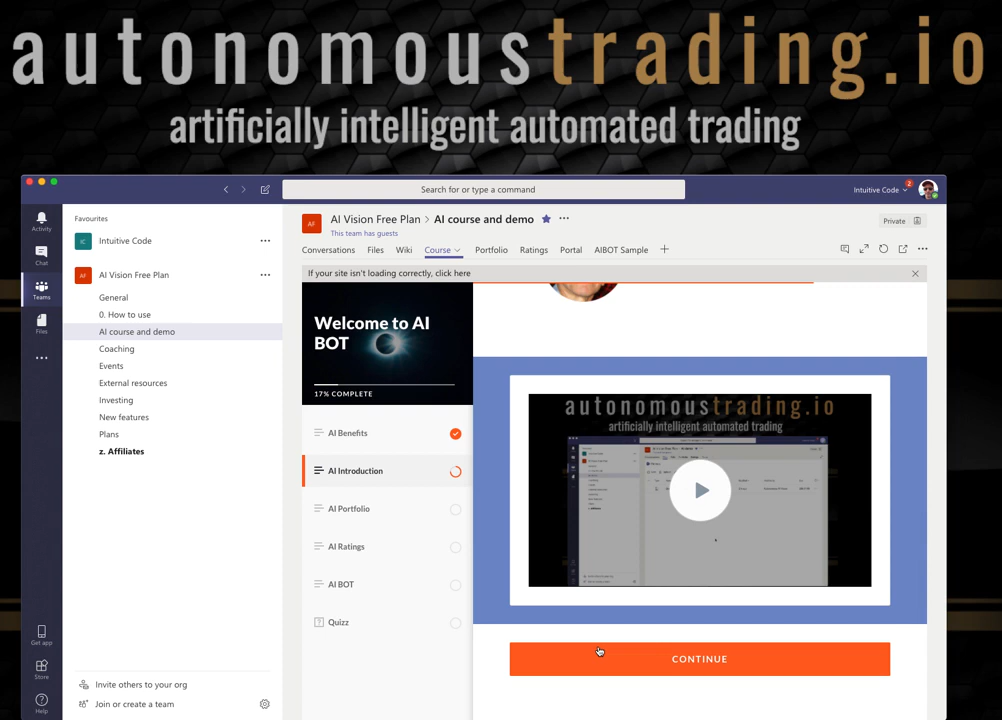 autonomoustrading.io
artificially intelligent automated trading
Search for or type a command
Intuitive Code
2
Activity
Chat
Teams
Files
Get app
Store
Help
Favourites
IC
Intuitive Code
AF
AI Vision Free Plan
General
0. How to use
AI course and demo
Coaching
Events
External resources
Investing
New features
Plans
z. Affiliates
Invite others to your org
Join or create a team
AF
AI Vision Free Plan > AI course and demo
This team has guests
Private
Conversations Files Wiki Course Portfolio Ratings Portal AIBOT Sample
If your site isn't loading correctly, click here
Welcome to AI
BOT
17% COMPLETE
AI Benefits
AI Introduction
AI Portfolio
AI Ratings
AI BOT
Quizz
autonomoustrading.io
artificially intelligent automated trading
CONTINUE